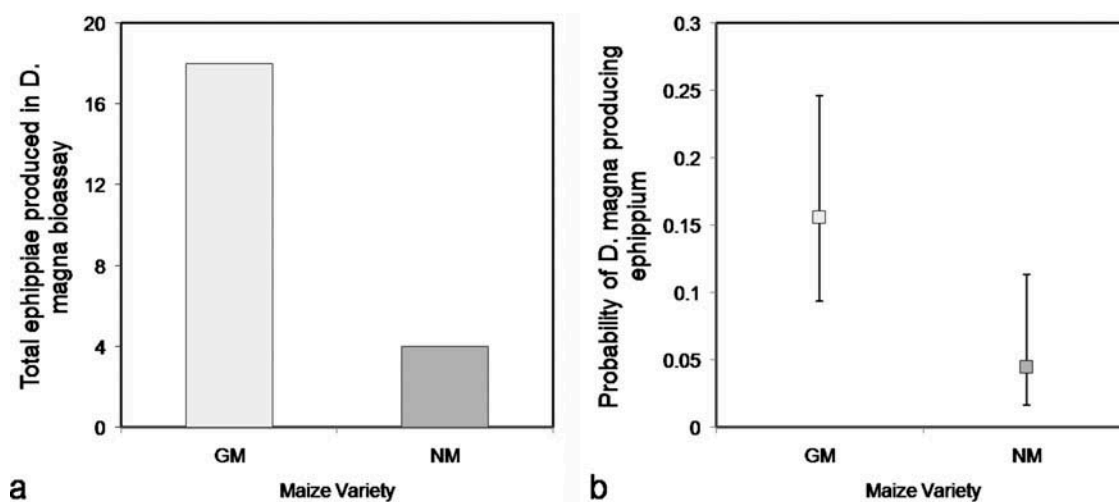 Total ephippiae produced in D.
magna bioassay
20
16
12
8
4
0
GM
NM
Maize Variety
a
Probability of D. magna producing
ephippium
0.3
0.25
0.2
0.15
0.1
0.05
0
GM
NM
Maize Variety
b